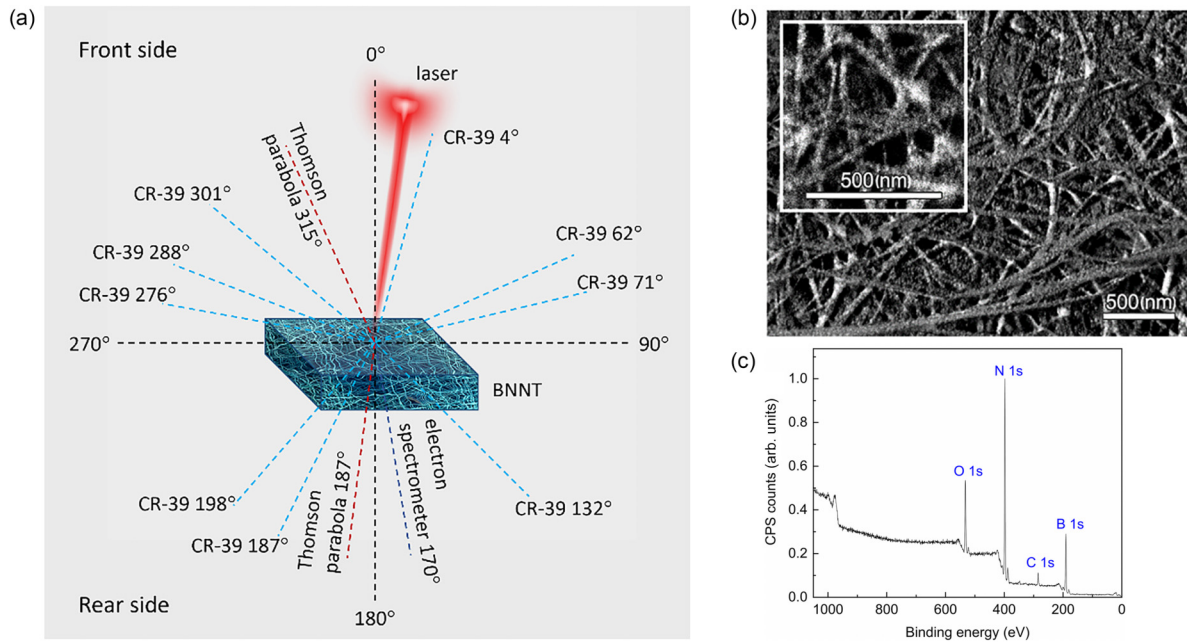 (a)
Front side
0°
laser
CR-39 4°
Thomson
parabola 315°
CR-39 301°
CR-39 288°
CR-39 276°
CR-39 62°
CR-39 71°
270°
90°
BNNT
CR-39 198°
CR-39 187°
Thomson
parabola 187°
electron
spectrometer 170°
CR-39 132°
Rear side
180°
(b)
500(nm)
500(nm)
(c)
CPS counts (arb. units)
1.0
0.8
0.6
0.4
0.2
0.0
N 1s
O 1s
B 1s
C 1s
1000
800
600
400
200
0
Binding energy (eV)